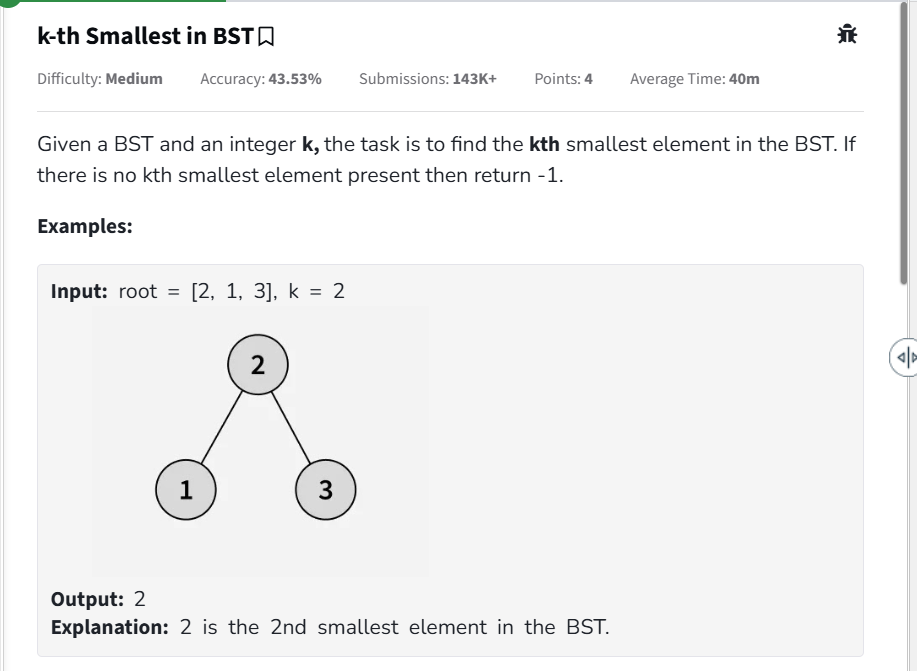 k-th Smallest in BST
Difficulty: Medium Accuracy: 43.53% Submissions: 143K+ Points: 4 Average Time: 40m
Given a BST and an integer k, the task is to find the kth smallest element in the BST. If
there is no kth smallest element present then return -1.
Examples:
Input: root = [2, 1, 3], k = 2
2
1 3
Output: 2
Explanation: 2 is the 2nd smallest element in the BST.